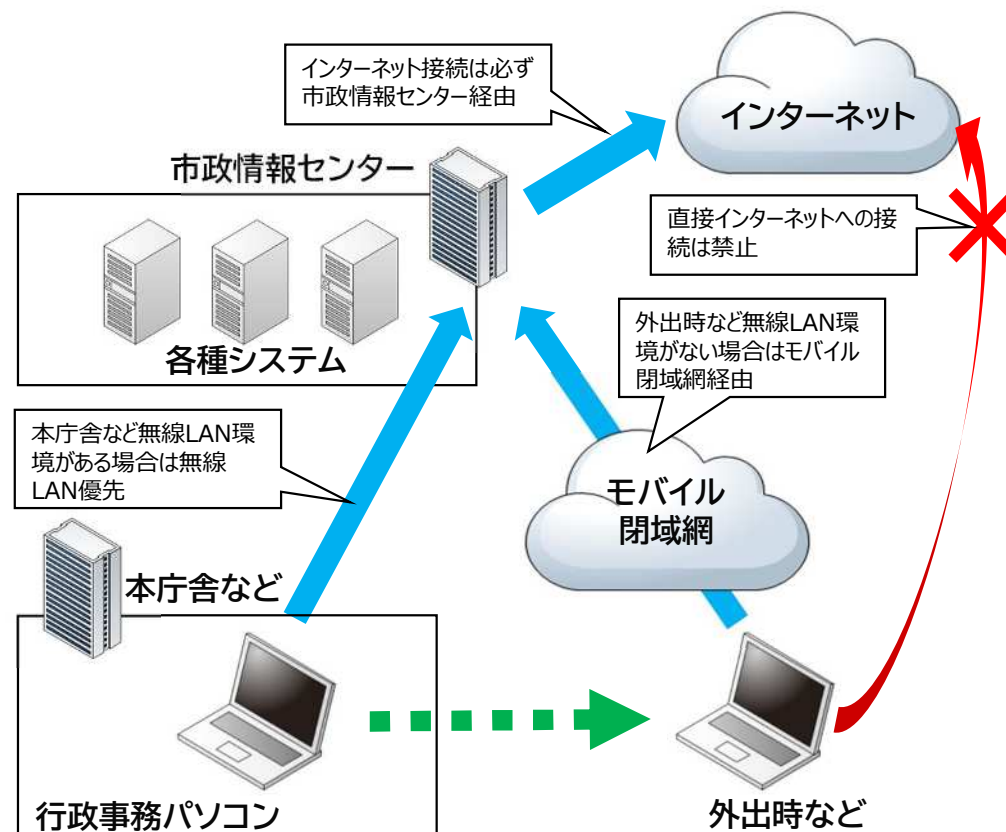 インターネット接続は必ず
市政情報センター経由
インターネット
市政情報センター
直接インターネットへの接
続は禁止
各種システム
外出時など無線LAN環
境がない場合はモバイル
閉域網経由
本庁舎など無線LAN環
境がある場合は無線
LAN優先
モバイル
閉域網
本庁舎など
行政事務パソコン
外出時など